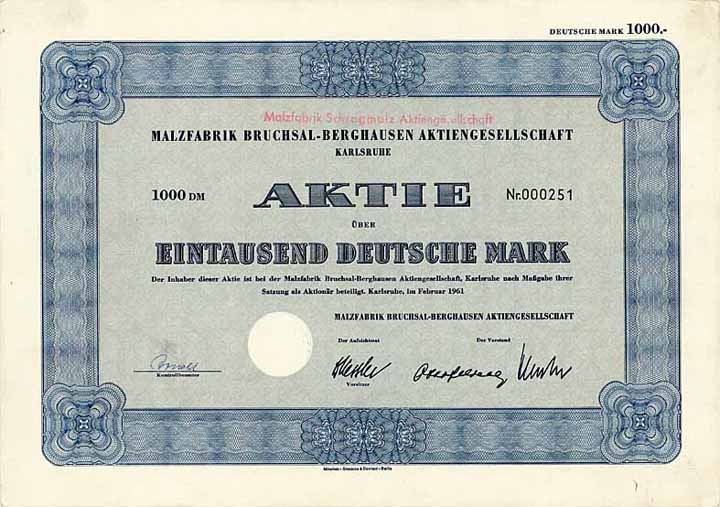 DEUTSCHE MARK 1000.-
Malzfabrik Schragmalz Aktiengesellschaft
MALZFABRIK BRUCHSAL-BERGHAUSEN AKTIENGESELLSCHAFT
KARLSRUHE
1000 DM AKTIE Nr.000251
ÜBER
EINTAUSEND DEUTSCHE MARK
Der Inhaber dieser Aktie ist bei der Malzfabrik Bruchsal-Berghausen Aktiengesellschaft, Karlsruhe nach Maßgabe ihrer
Satzung als Aktionär beteiligt. Karlsruhe, im Februar 1961
MALZFABRIK BRUCHSAL-BERGHAUSEN AKTIENGESELLSCHAFT
Der Aufsichtsrat Der Vorstand
Kontrollbeamter
Vorsitzer